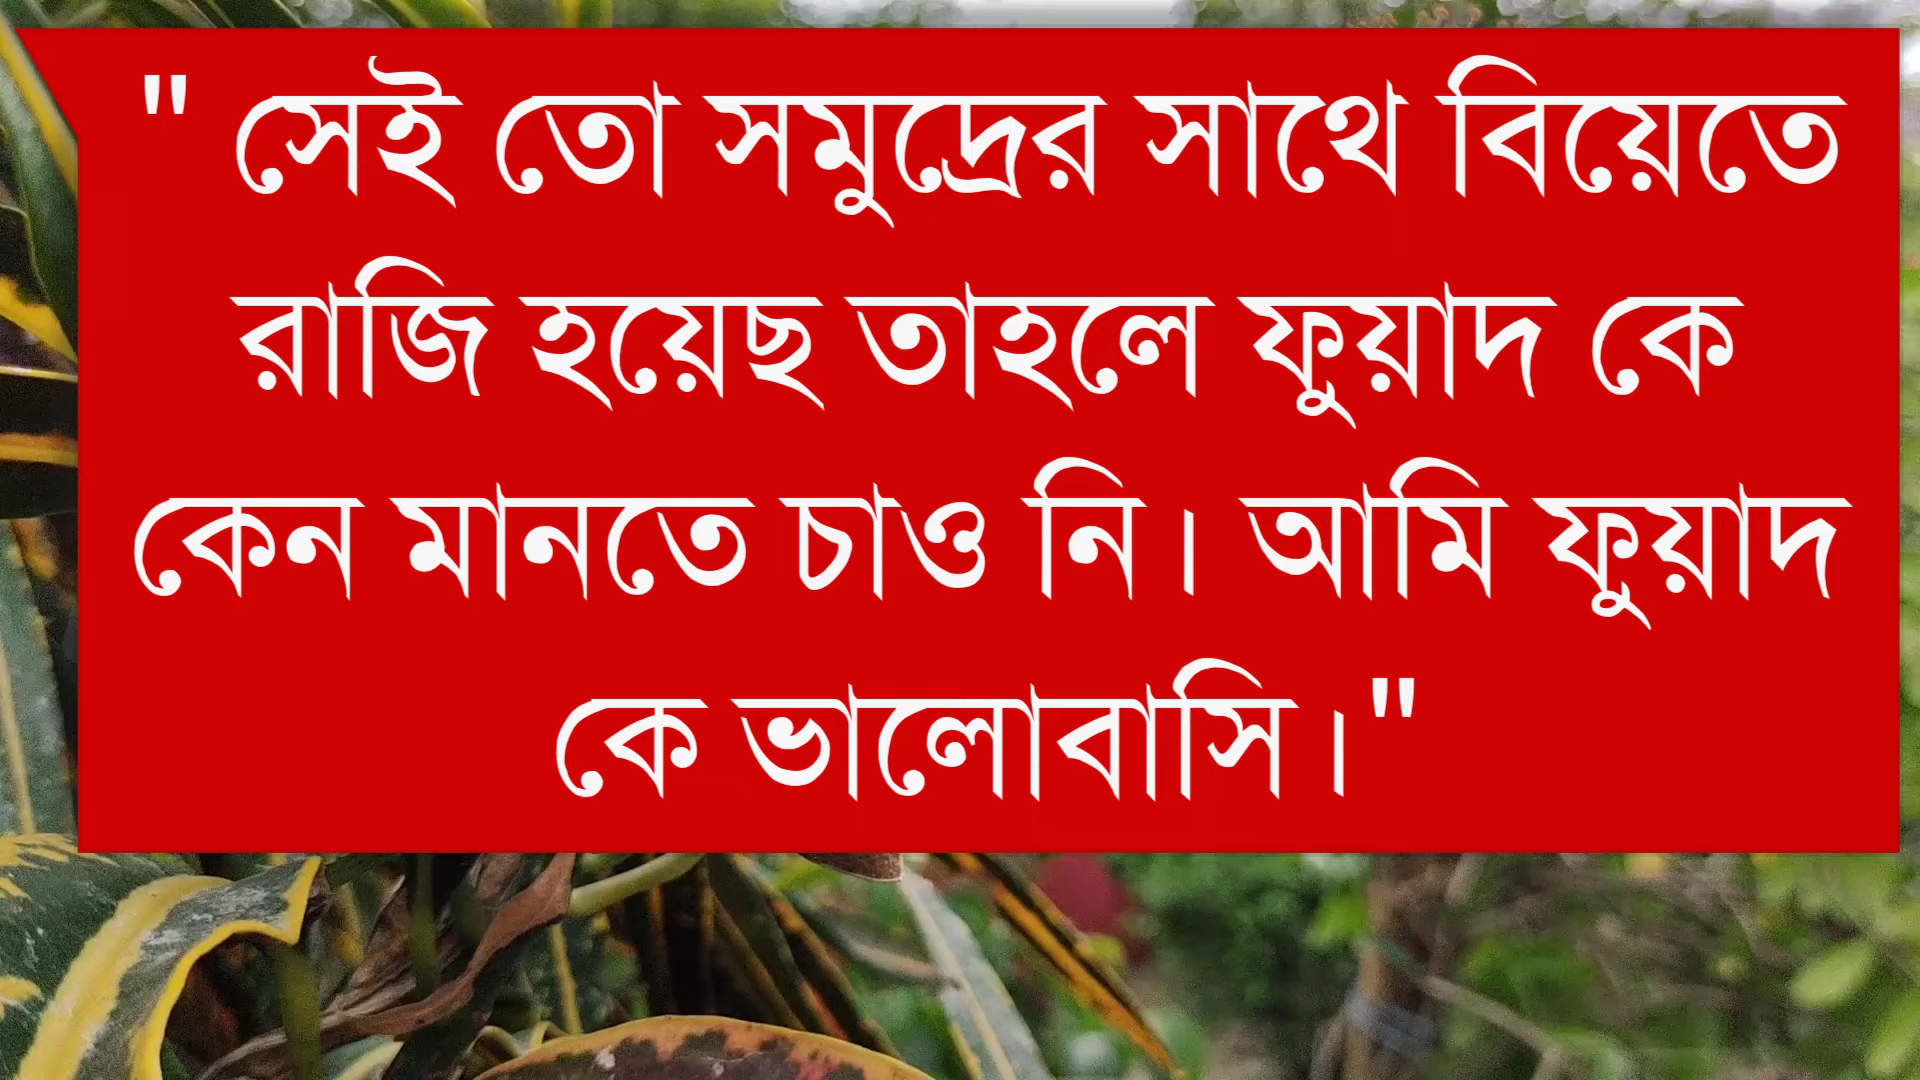 " সেই তো সমুদ্রের সাথে বিয়েতে
রাজি হয়েছ তাহলে ফুয়াদ কে
কেন মানতে চাও নি। আমি ফুয়াদ
কে ভালোবাসি।"